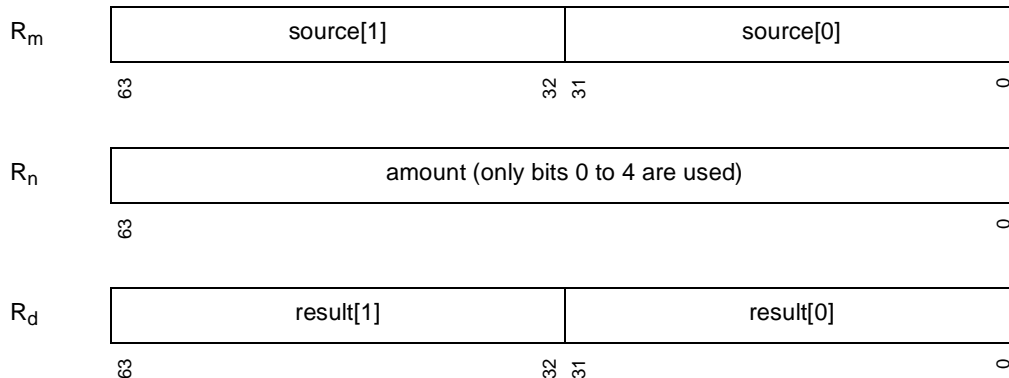 Rm source[1] source[0]
63 32 31 0
Rn amount (only bits 0 to 4 are used)
63 0
Rd result[1] result[0]
63 32 31 0